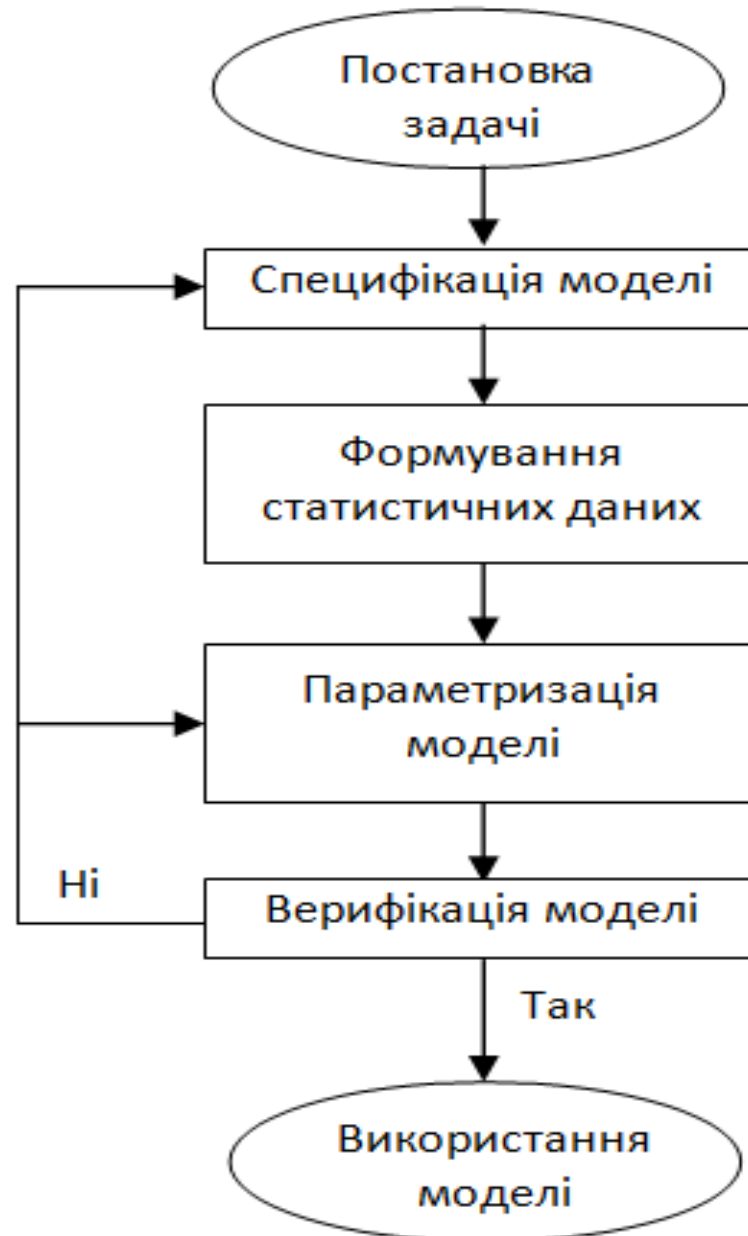 Постановка
задачі
Специфікація моделі
Формування
статистичних даних
Параметризація
моделі
Ні
Верифікація моделі
Так
Використання
моделі